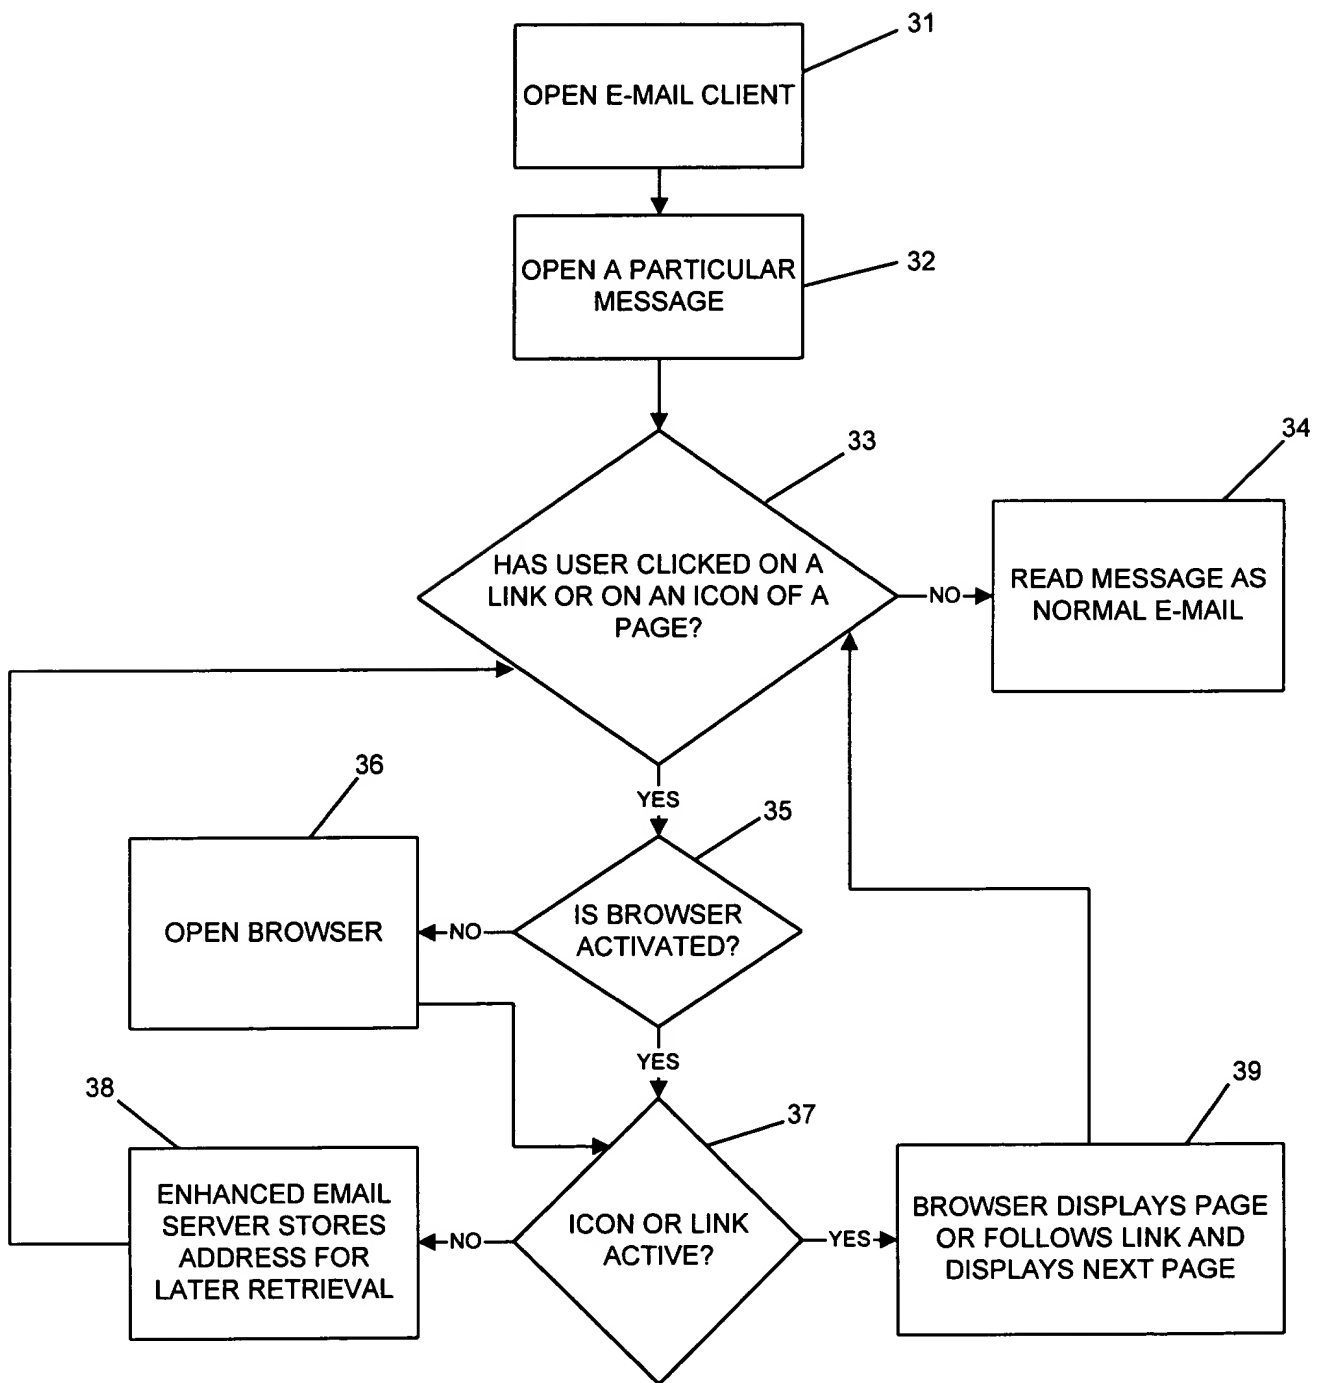 31
OPEN E-MAIL CLIENT
32
OPEN A PARTICULAR
MESSAGE
33
34
HAS USER CLICKED ON A
LINK OR ON AN ICON OF A
PAGE?
NO
READ MESSAGE AS
NORMAL E-MAIL
36
YES
35
OPEN BROWSER
NO
IS BROWSER
ACTIVATED?
YES
38
37
39
ENHANCED EMAIL
SERVER STORES
ADDRESS FOR
LATER RETRIEVAL
NO
ICON OR LINK
ACTIVE?
YES
BROWSER DISPLAYS PAGE
OR FOLLOWS LINK AND
DISPLAYS NEXT PAGE